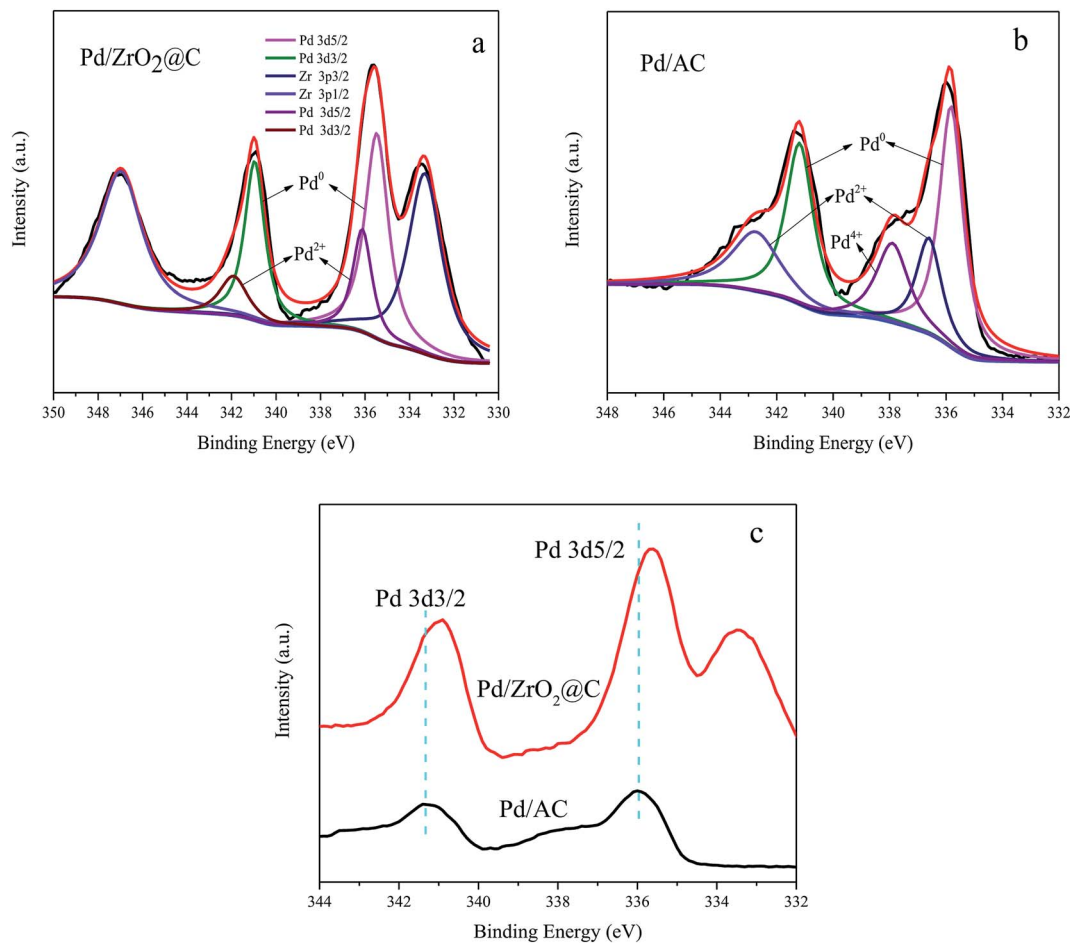 Pd/ZrO2@C
a
Pd 3d5/2
Pd 3d3/2
Zr 3p3/2
Zr 3p1/2
Pd 3d5/2
Pd 3d3/2
Pd0
Pd2+
Intensity (a.u.)
350 348 346 344 341 340 338 336 334 332 330
Binding Energy (eV)
Pd/AC
b
Pd0
Pd2+
Pd4+
Intensity (a.u.)
348 346 344 342 340 338 336 334 332
Binding Energy (eV)
c
Pd 3d5/2
Pd 3d3/2
Pd/ZrO2@C
Pd/AC
Intensity (a.u.)
344 342 340 338 336 334 332
Binding Energy (eV)